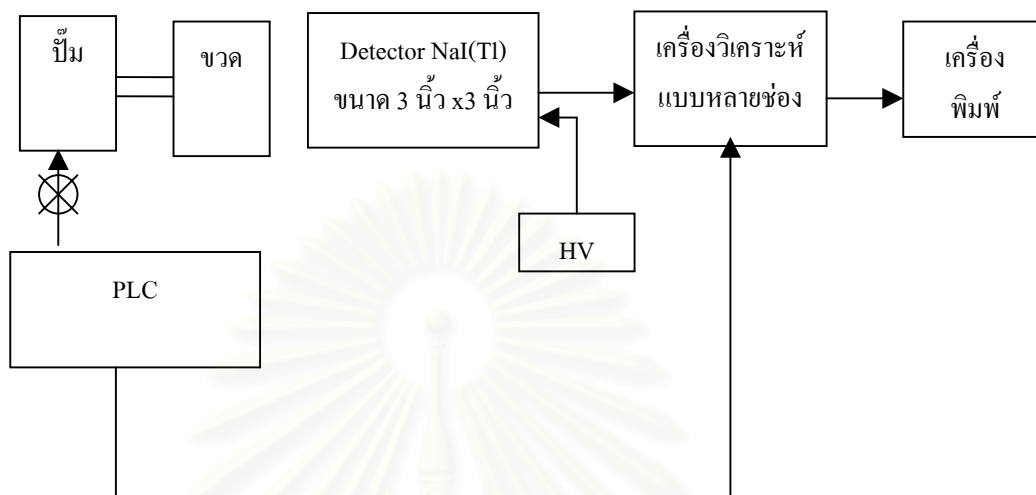 ปั๊ม
ขวด
Detector NaI(Tl)
ขนาด 3 นิ้ว x3 นิ้ว
เครื่องวิเคราะห์
แบบหลายช่อง
เครื่อง
พิมพ์
HV
PLC